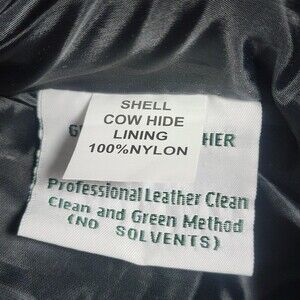 SHELL
COW HIDE
LINING
100%NYLON
Professional Leather Clean
Clean and Green Method
(NO SOLVENTS)